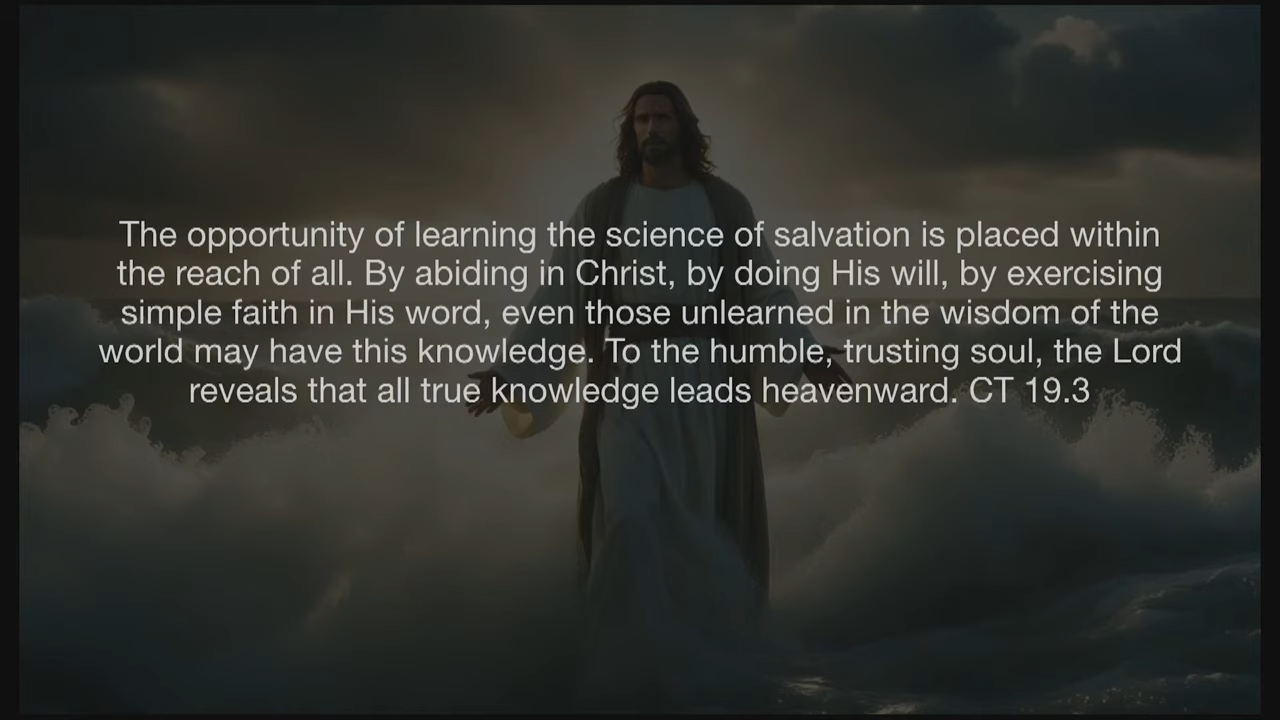 The opportunity of learning the science of salvation is placed within
the reach of all. By abiding in Christ, by doing His will, by exercising
simple faith in His word, even those unlearned in the wisdom of the
world may have this knowledge. To the humble, trusting soul, the Lord
reveals that all true knowledge leads heavenward. CT 19.3